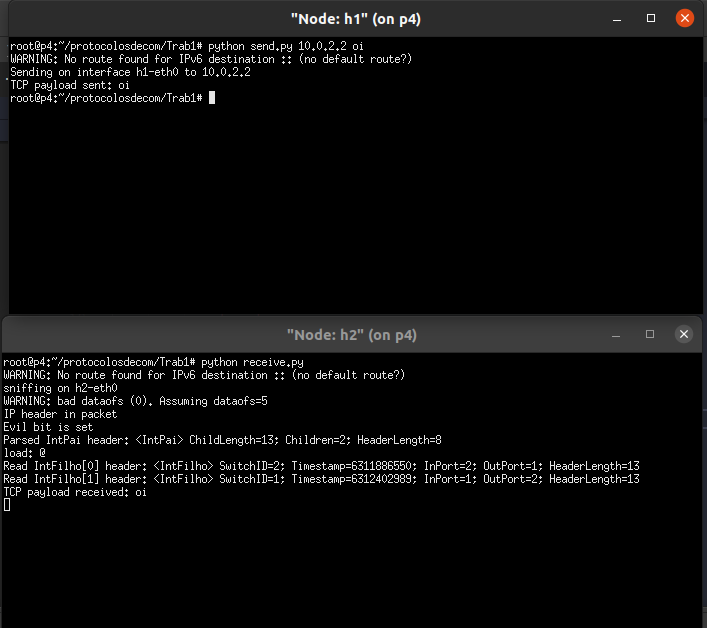 "Node: h1" (on p4)
root@p4:~/protocolosdecom/Trab1# python send.py 10.0.2.2 oi
WARNING: No route found for IPv6 destination :: (no default route?)
Sending on interface h1-eth0 to 10.0.2.2
TCP payload sent: oi
root@p4:~/protocolosdecom/Trab1#
"Node: h2" (on p4)
root@p4:~/protocolosdecom/Trab1# python receive.py
WARNING: No route found for IPv6 destination :: (no default route?)
sniffing on h2-eth0
WARNING: bad dataofs (0). Assuming dataofs=5
IP header in packet
Evil bit is set
Parsed IntPai header: <IntPai> ChildLength=13; Children=2; HeaderLength=8
load: @
Read IntFilho[0] header: <IntFilho> SwitchID=2; Timestamp=6311886550; InPort=2; OutPort=1; HeaderLength=13
Read IntFilho[1] header: <IntFilho> SwitchID=1; Timestamp=6312402989; InPort=1; OutPort=2; HeaderLength=13
TCP payload received: oi